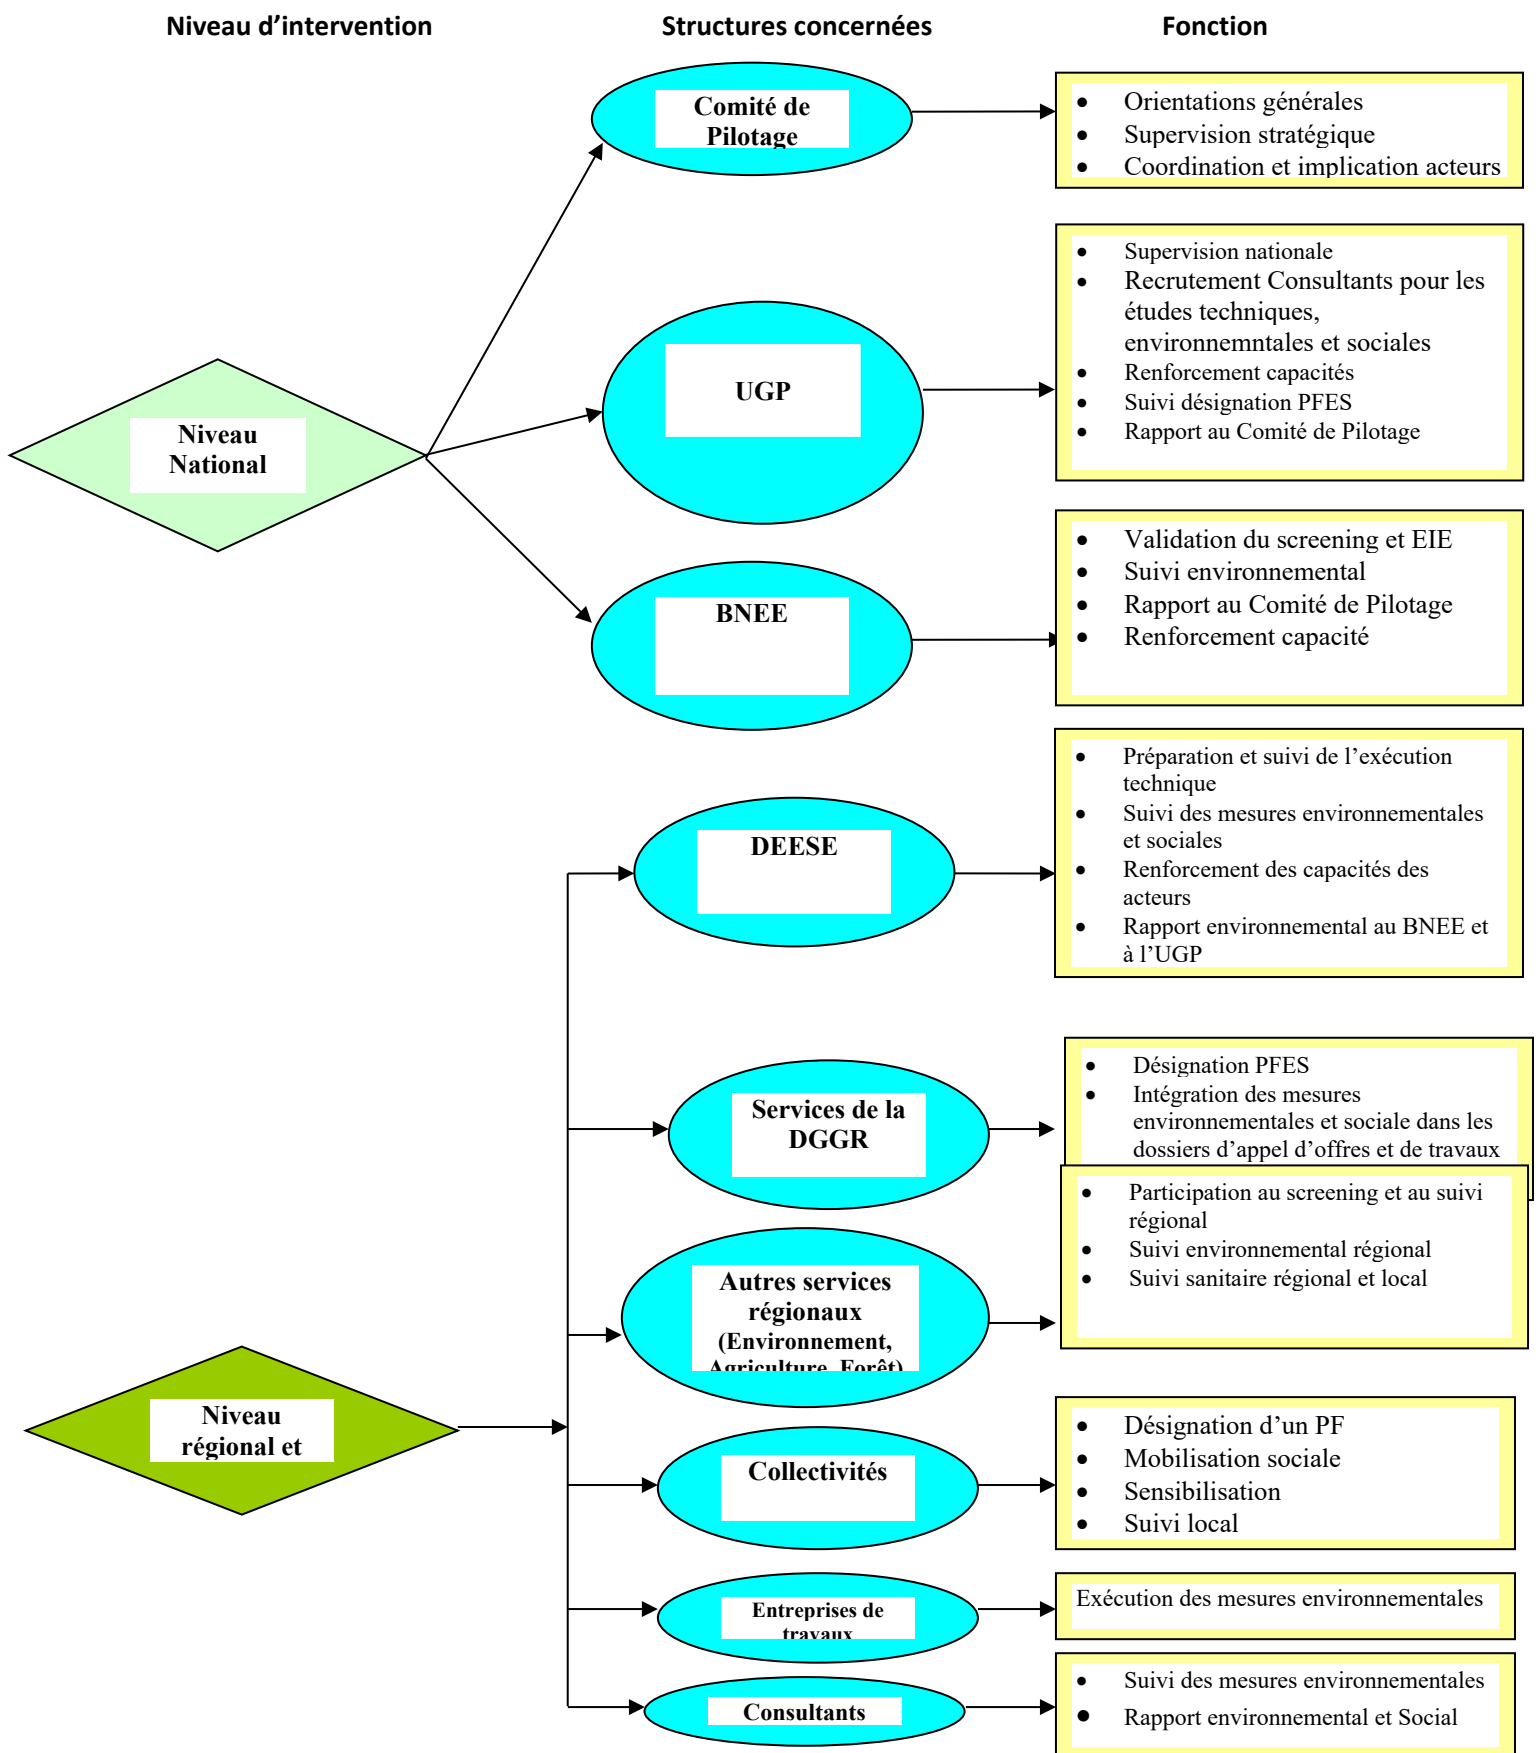 Niveau d’intervention
Structures concernées
Fonction
Comité de
Pilotage
• Orientations générales
• Supervision stratégique
• Coordination et implication acteurs
Niveau
National
UGP
• Supervision nationale
• Recrutement Consultants pour les
études techniques,
environnemntales et sociales
• Renforcement capacités
• Suivi désignation PFES
• Rapport au Comité de Pilotage
BNEE
• Validation du screening et EIE
• Suivi environnemental
• Rapport au Comité de Pilotage
• Renforcement capacité
DEESE
• Préparation et suivi de l’exécution
technique
• Suivi des mesures environnementales
et sociales
• Renforcement des capacités des
acteurs
• Rapport environnemental au BNEE et
à l’UGP
Services de la
DGGR
• Désignation PFES
• Intégration des mesures
environnementales et sociale dans les
dossiers d’appel d’offres et de travaux
Autres services
régionaux
(Environnement,
Agriculture, Forêt)
• Participation au screening et au suivi
régional
• Suivi environnemental régional
• Suivi sanitaire régional et local
Niveau
régional et
Collectivités
• Désignation d’un PF
• Mobilisation sociale
• Sensibilisation
• Suivi local
Entreprises de
travaux
Exécution des mesures environnementales
Consultants
• Suivi des mesures environnementales
• Rapport environnemental et Social